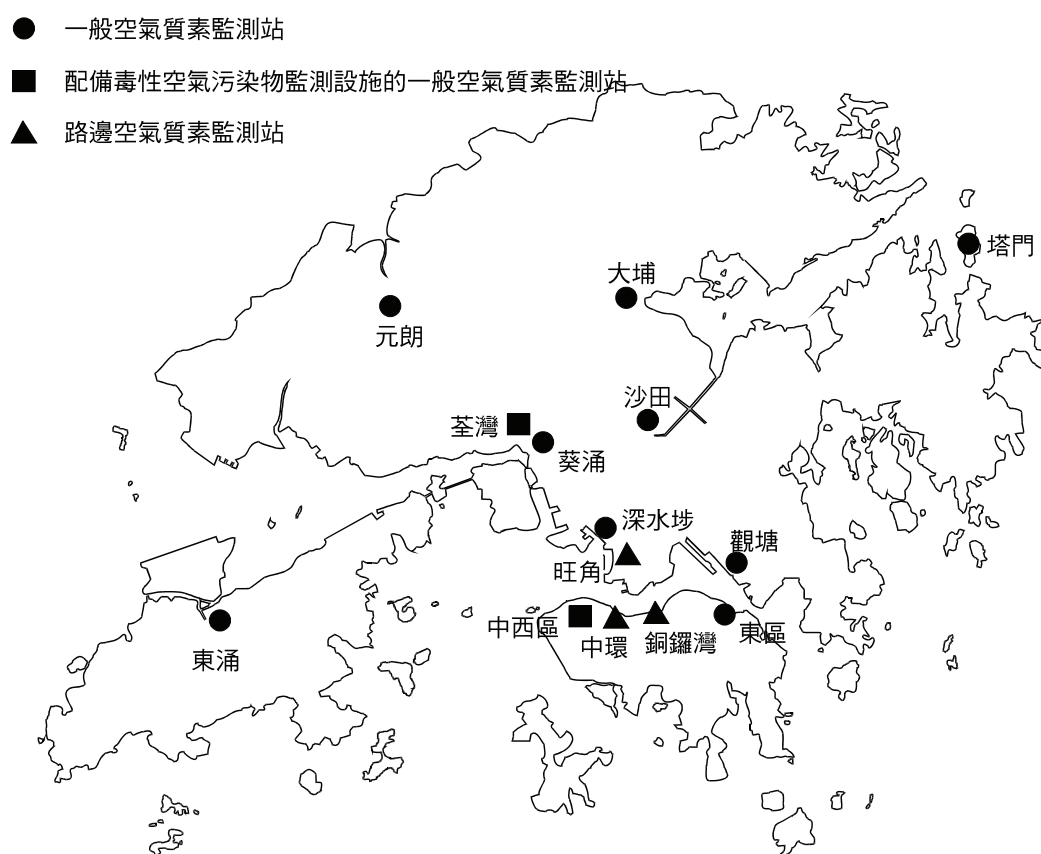 一般空氣質素監測站
配備毒性空氣污染物監測設施的一般空氣質素監測站
路邊空氣質素監測站
塔門
大埔
元朗
沙田
荃灣
葵涌
深水埗
觀塘
旺角
中西區
中環
銅鑼灣
東區
東涌